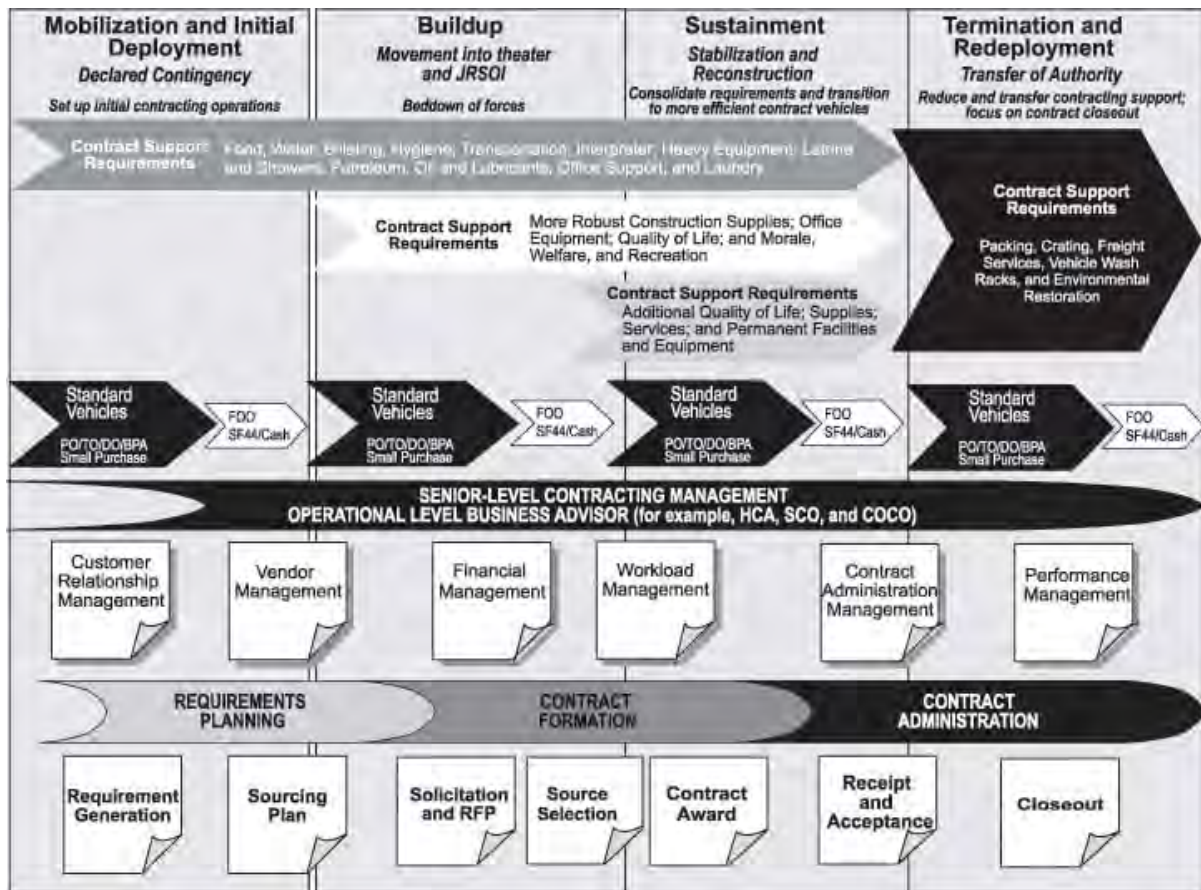 Mobilization and Initial
Deployment
Declared Contingency
Set up initial contracting operations
Buildup
Movement into theater
and JRSOI
Beddown of forces
Sustainment
Stabilization and
Reconstruction
Consolidate requirements and transition
to more efficient contract vehicles
Termination and
Redeployment
Transfer of Authority
Reduce and transfer contracting support;
focus on contract closeout
Contract Support
Requirements
Food, Water, Billeting, Hygiene, Transportation, Interpreter, Heavy Equipment, Latrine
and Showers, Petroleum, Oil and Lubricants, Office Support, and Laundry
Contract Support
Requirements
More Robust Construction Supplies; Office
Equipment; Quality of Life; and Morale,
Welfare, and Recreation
Contract Support Requirements
Additional Quality of Life; Supplies;
Services; and Permanent Facilities
and Equipment
Contract Support
Requirements
Packing, Crating, Freight
Services, Vehicle Wash
Racks, and Environmental
Restoration
Standard
Vehicles
PO/TO/DO/BPA
Small Purchase
FOO
SF44/Cash
Standard
Vehicles
PO/TO/DO/BPA
Small Purchase
FOO
SF44/Cash
Standard
Vehicles
PO/TO/DO/BPA
Small Purchase
FOO
SF44/Cash
Standard
Vehicles
PO/TO/DO/BPA
Small Purchase
FOO
SF44/Cash
SENIOR-LEVEL CONTRACTING MANAGEMENT
OPERATIONAL LEVEL BUSINESS ADVISOR (for example, HCA, SCO, and COCO)
Customer
Relationship
Management
Vendor
Management
Financial
Management
Workload
Management
Contract
Administration
Management
Performance
Management
REQUIREMENTS
PLANNING
CONTRACT
FORMATION
CONTRACT
ADMINISTRATION
Requirement
Generation
Sourcing
Plan
Solicitation
and RFP
Source
Selection
Contract
Award
Receipt
and
Acceptance
Closeout